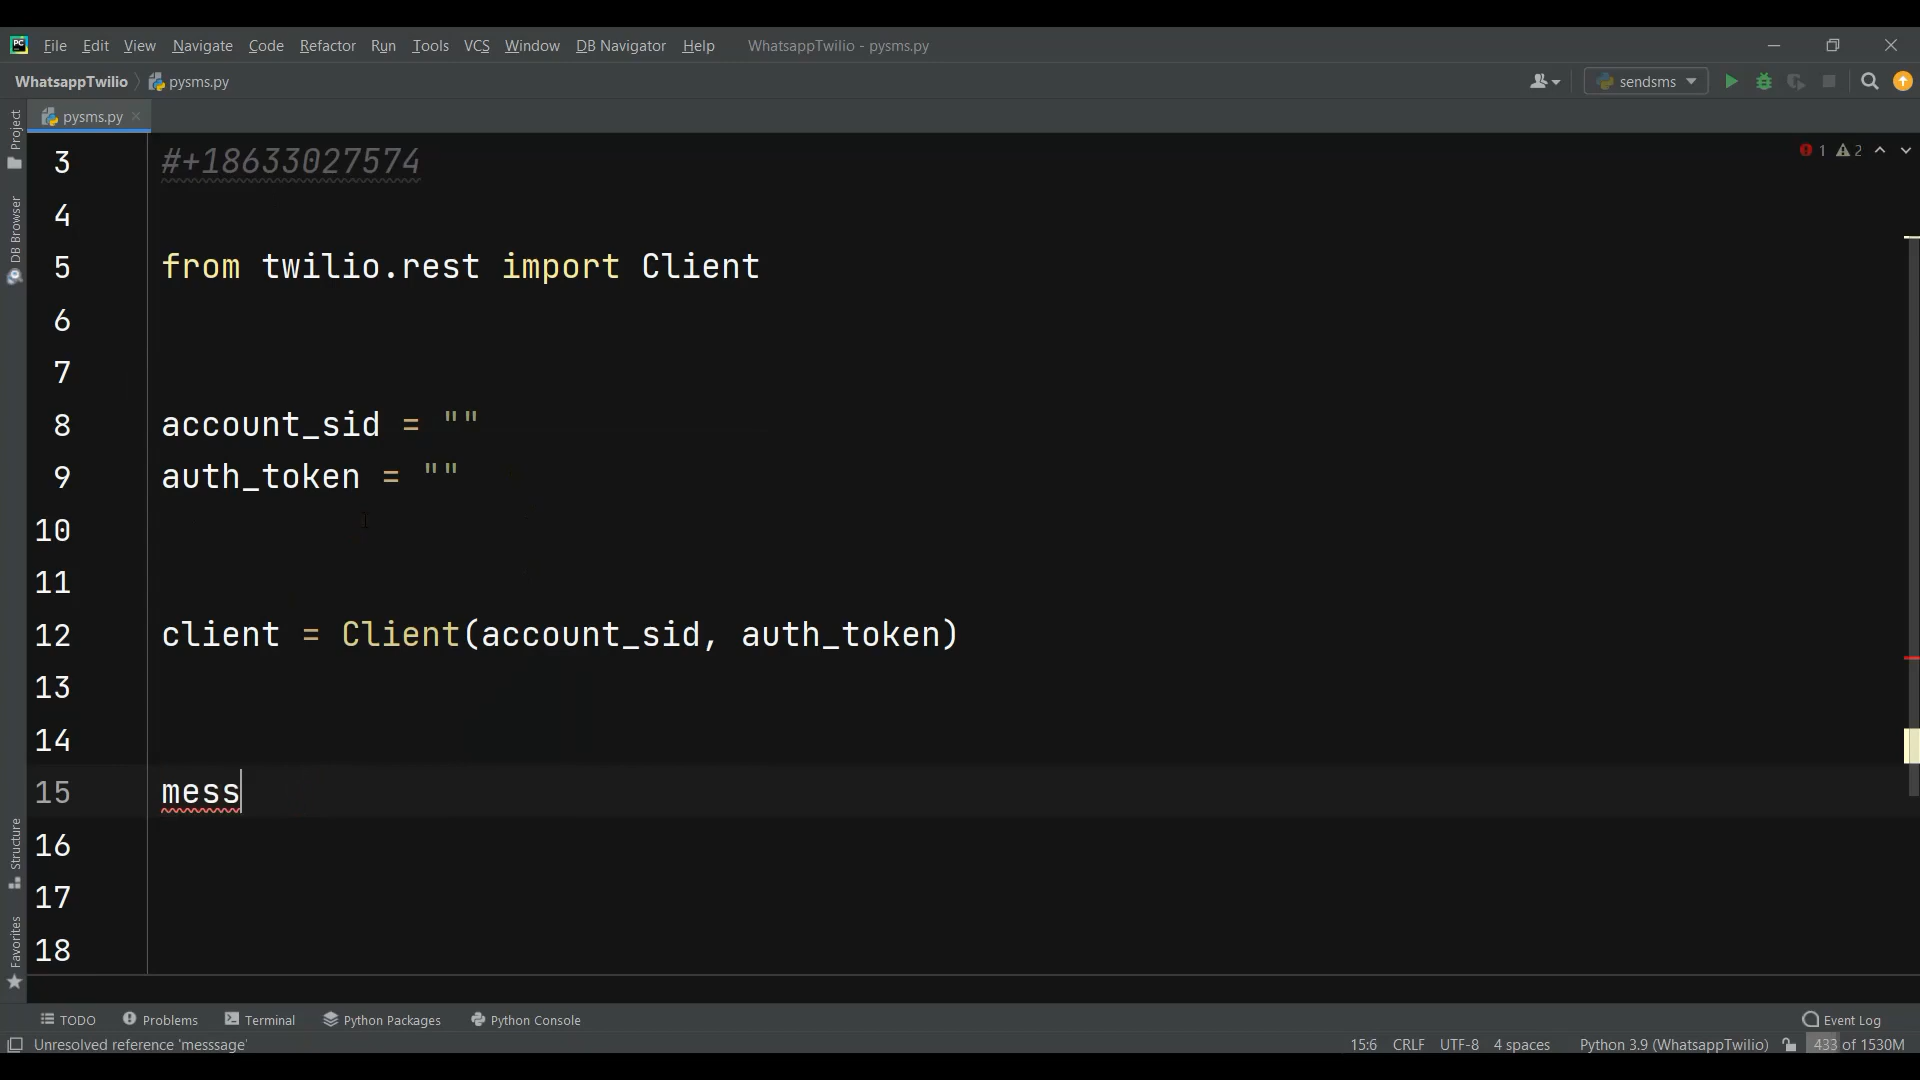 PC File Edit View Navigate Code Refactor Run Tools VCS Window DB Navigator Help WhatsappTwilio - pysms.py
WhatsappTwilio pysms.py sendsms
Project
DB Browser
Structure
Favorites
pysms.py
1 2
3 #+18633027574
4
5 from twilio.rest import Client
6
7
8 account_sid = ""
9 auth_token = ""
10
11
12 client = Client(account_sid, auth_token)
13
14
15 mess
16
17
18
TODO Problems Terminal Python Packages Python Console Event Log
Unresolved reference 'messsage' 15:6 CRLF UTF-8 4 spaces Python 3.9 (WhatsappTwilio) 433 of 1530M